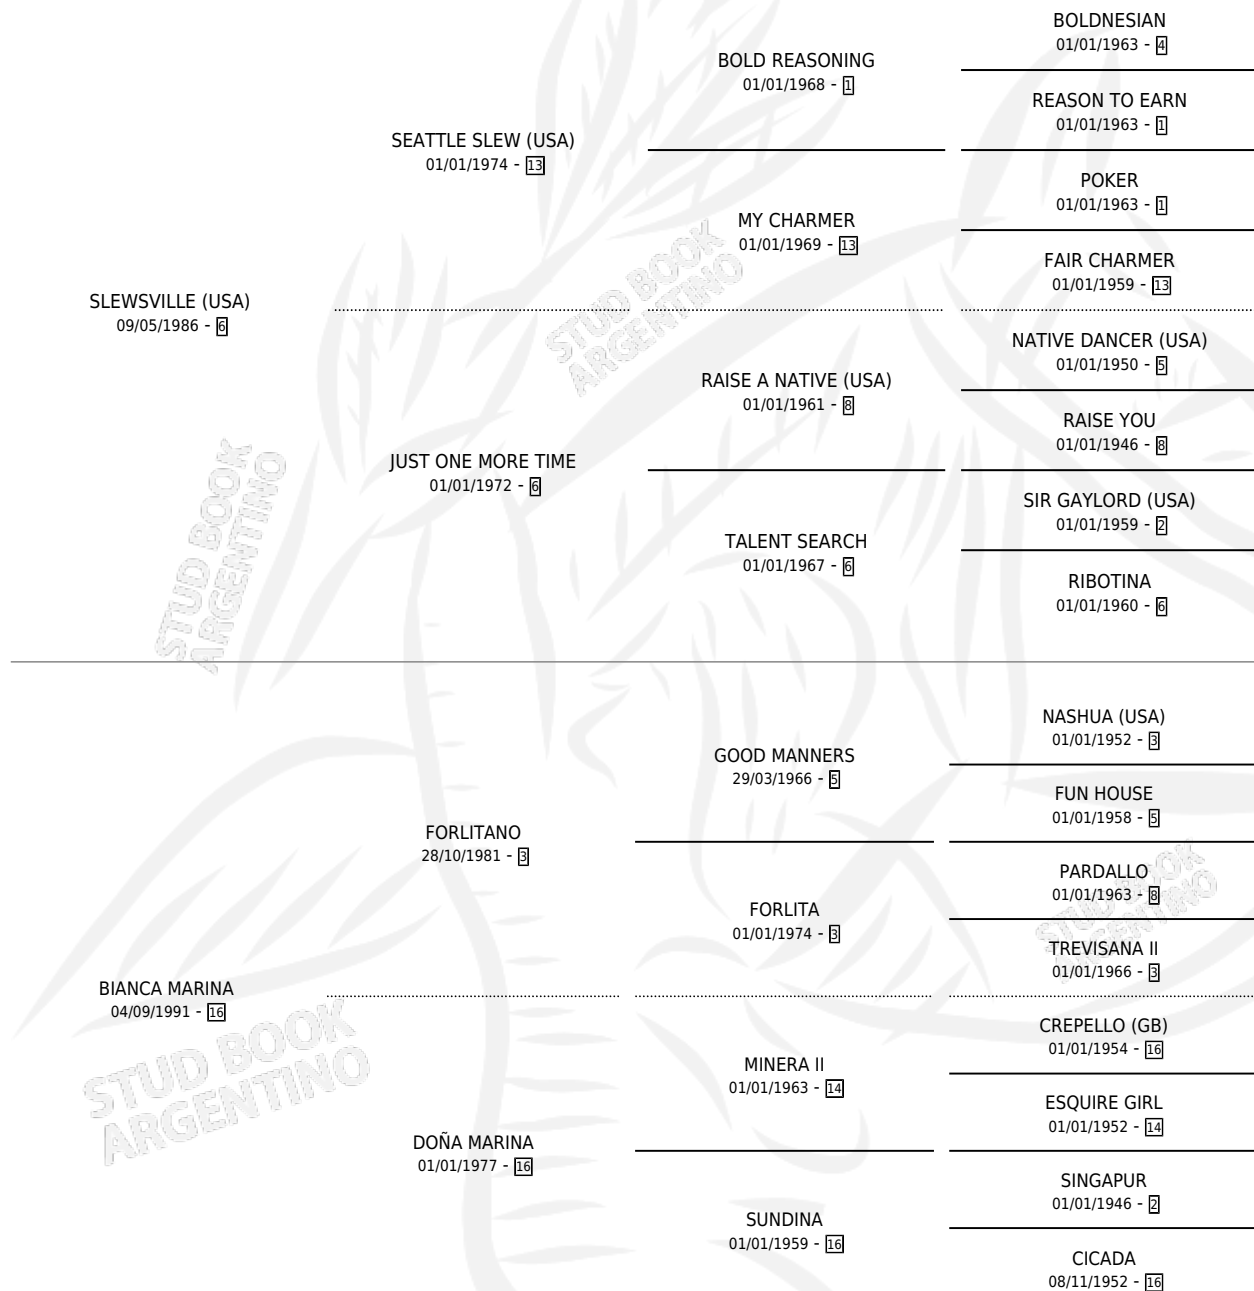 BOLDNESIAN
01/01/1963 - 4
BOLD REASONING
01/01/1968 - 1
REASON TO EARN
01/01/1963 - 1
SEATTLE SLEW (USA)
01/01/1974 - 13
POKER
01/01/1963 - 1
MY CHARMER
01/01/1969 - 13
FAIR CHARMER
01/01/1959 - 13
SLEWSVILLE (USA)
09/05/1986 - 6
NATIVE DANCER (USA)
01/01/1950 - 5
RAISE A NATIVE (USA)
01/01/1961 - 8
RAISE YOU
01/01/1946 - 8
JUST ONE MORE TIME
01/01/1972 - 6
SIR GAYLORD (USA)
01/01/1959 - 2
TALENT SEARCH
01/01/1967 - 6
RIBOTINA
01/01/1960 - 6
STUD BOOK
ARGENTINO
STUD BOOK
ARGENTINO
NASHUA (USA)
01/01/1952 - 3
GOOD MANNERS
29/03/1966 - 5
FUN HOUSE
01/01/1958 - 5
FORLITANO
28/10/1981 - 3
PARDALLO
01/01/1963 - 8
FORLITA
01/01/1974 - 3
TREVISANA II
01/01/1966 - 3
STUD BOOK
ARGENTINO
BIANCA MARINA
04/09/1991 - 16
CREPELLO (GB)
01/01/1954 - 16
MINERA II
01/01/1963 - 14
ESQUIRE GIRL
01/01/1952 - 14
DOÑA MARINA
01/01/1977 - 16
SINGAPUR
01/01/1946 - 2
SUNDINA
01/01/1959 - 16
CICADA
08/11/1952 - 16
STUD BOOK
ARGENTINO